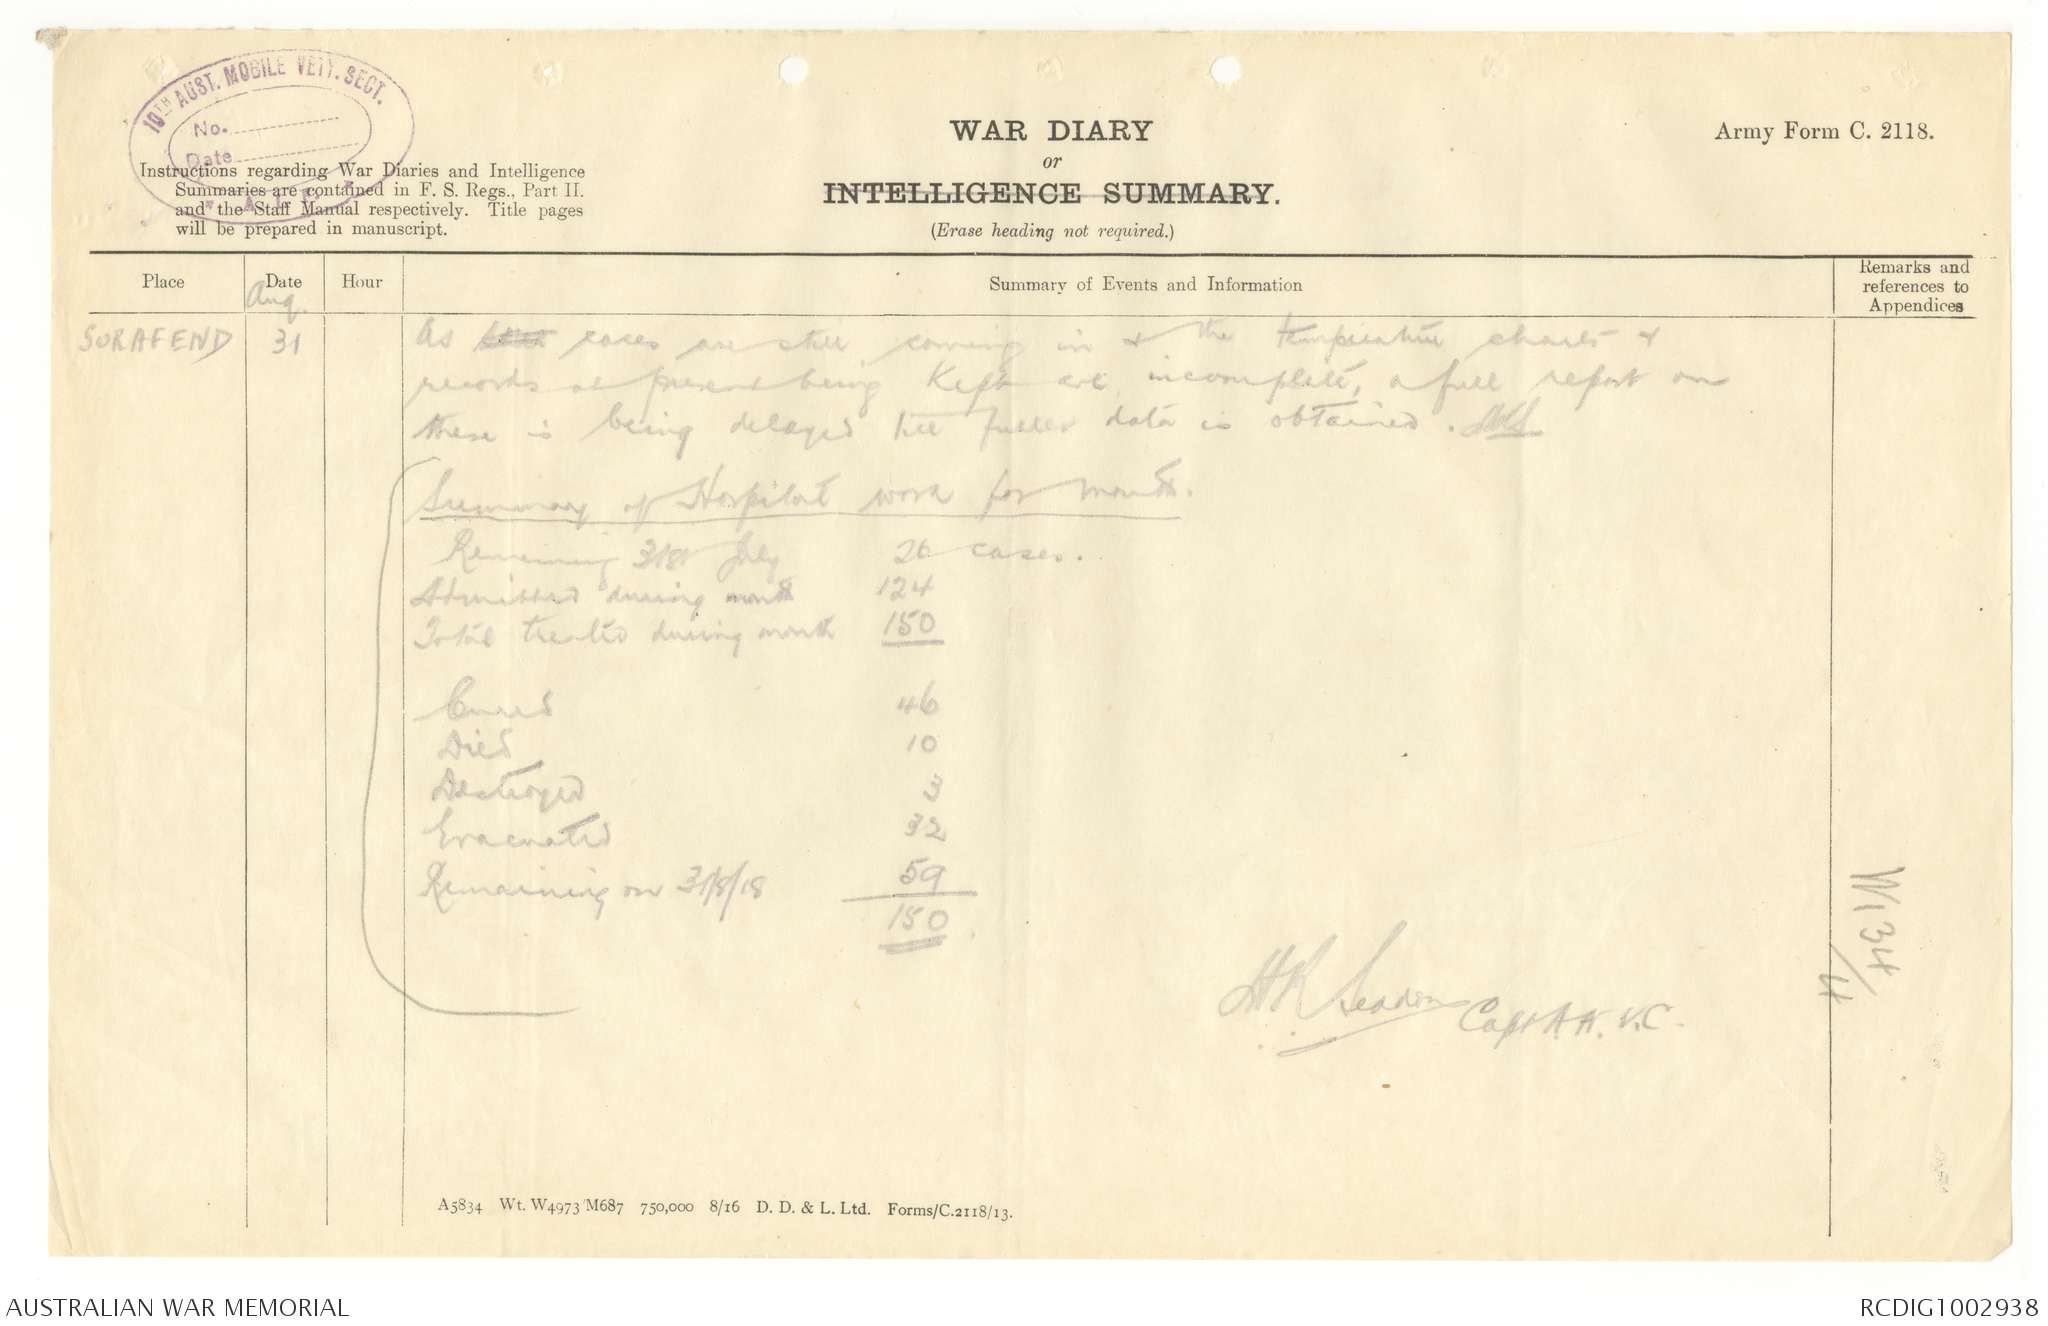 10TH AUST. MOBILE VETY. SECT.
No.
Date
A. I. F.
Instructions regarding War Diaries and Intelligence
Summaries are contained in F. S. Regs., Part II.
and the Staff Manual respectively. Title pages
will be prepared in manuscript.
WAR DIARY
or
INTELLIGENCE SUMMARY.
(Erase heading not required.)
Army Form C. 2118.
Place
Date
Hour
Summary of Events and Information
Remarks and
references to
Appendices
Aug.
SURAFEND
31
As cases are still coming in & the temperature charts &
records at present being kept are incomplete, a full report on
these is being delayed till fuller data is obtained.
Summary of Hospital work for month.
Remaining 31st July 26 cases.
Admitted during month 124
Total treated during month 150
Cured 46
Died 10
Destroyed 3
Evacuated 32
Remaining on 31/8/18 59
150
Capt A.A.V.C.
W134
/4
A5834 Wt. W4973/M687 750,000 8/16 D. D. & L. Ltd. Forms/C.2118/13.
AUSTRALIAN WAR MEMORIAL
RCDIG1002938